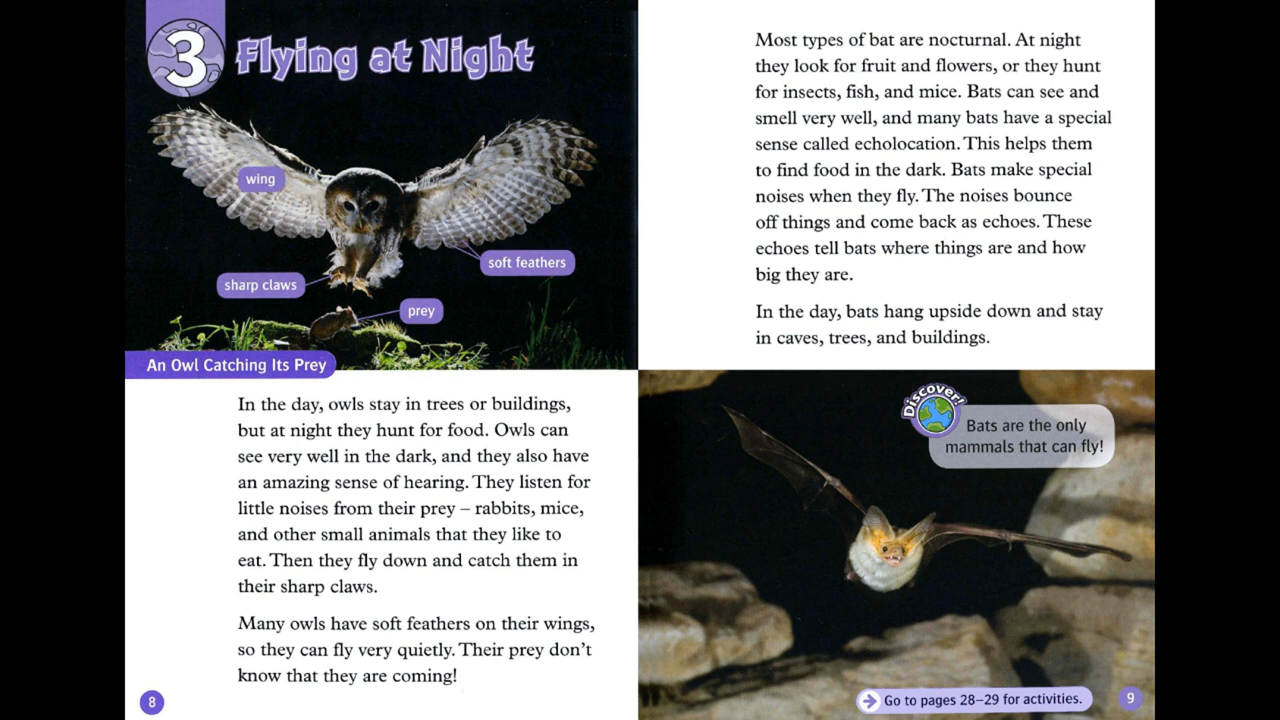 3
Flying at Night
wing
soft feathers
sharp claws
prey
An Owl Catching Its Prey
In the day, owls stay in trees or buildings,
but at night they hunt for food. Owls can
see very well in the dark, and they also have
an amazing sense of hearing. They listen for
little noises from their prey – rabbits, mice,
and other small animals that they like to
eat. Then they fly down and catch them in
their sharp claws.
Many owls have soft feathers on their wings,
so they can fly very quietly. Their prey don't
know that they are coming!
8
Most types of bat are nocturnal. At night
they look for fruit and flowers, or they hunt
for insects, fish, and mice. Bats can see and
smell very well, and many bats have a special
sense called echolocation. This helps them
to find food in the dark. Bats make special
noises when they fly. The noises bounce
off things and come back as echoes. These
echoes tell bats where things are and how
big they are.
In the day, bats hang upside down and stay
in caves, trees, and buildings.
Discover!
Bats are the only
mammals that can fly!
Go to pages 28–29 for activities.
9